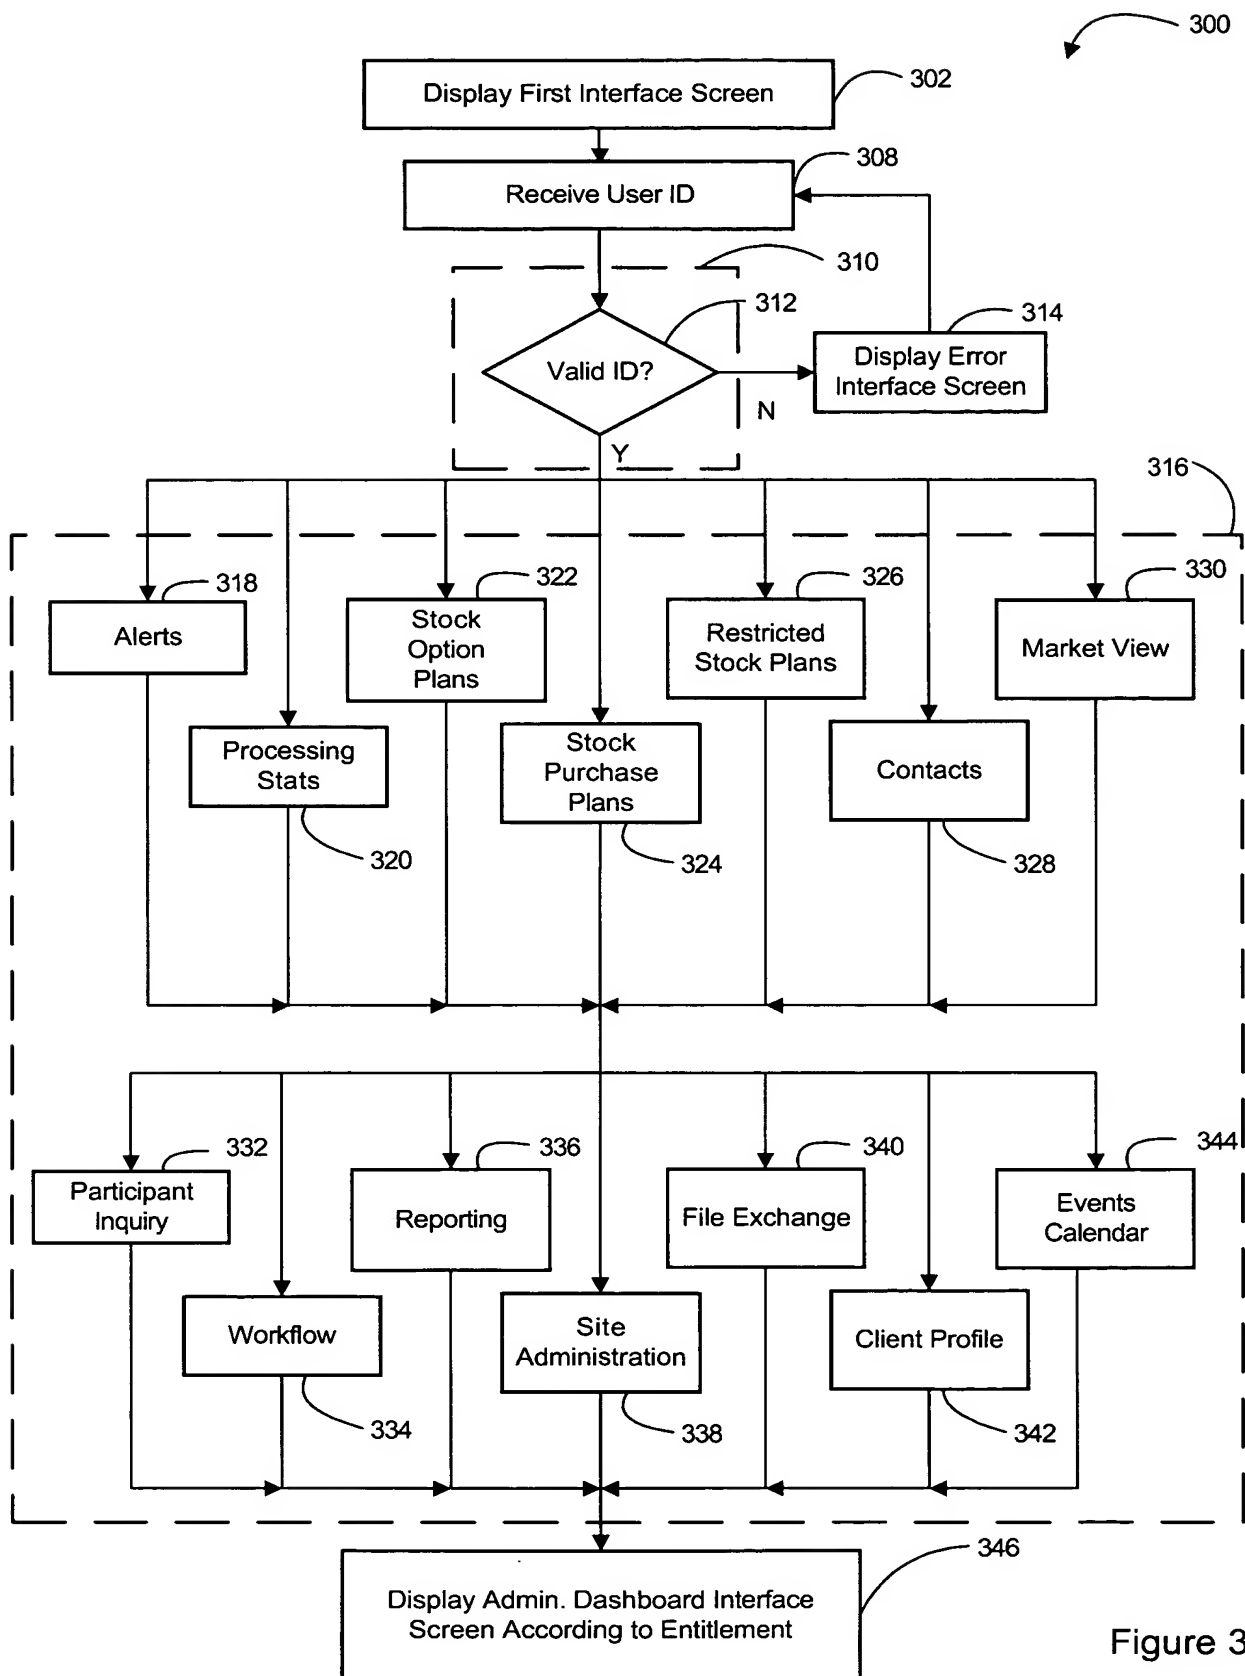 300
Display First Interface Screen
302
308
Receive User ID
310
312
314
Valid ID?
Display Error
Interface Screen
N
Y
316
318
322
326
330
Alerts
Stock
Option
Plans
Restricted
Stock Plans
Market View
Processing
Stats
Stock
Purchase
Plans
Contacts
320
324
328
332
336
340
344
Participant
Inquiry
Reporting
File Exchange
Events
Calendar
Workflow
Site
Administration
Client Profile
334
338
342
346
Display Admin. Dashboard Interface
Screen According to Entitlement
Figure 3